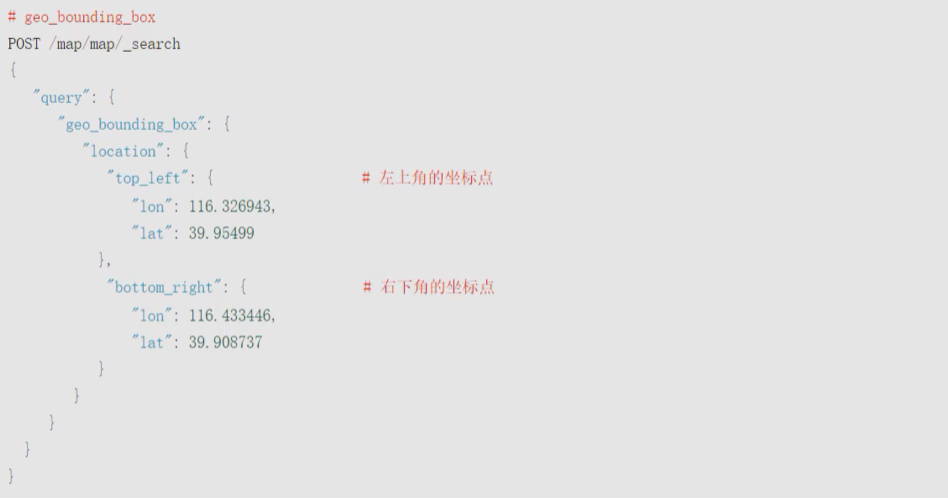 # geo_bounding_box
POST /map/map/_search
{
"query": {
"geo_bounding_box": {
"location": {
"top_left": { # 左上角的坐标点
"lon": 116.326943,
"lat": 39.95499
},
"bottom_right": { # 右下角的坐标点
"lon": 116.433446,
"lat": 39.908737
}
}
}
}
}